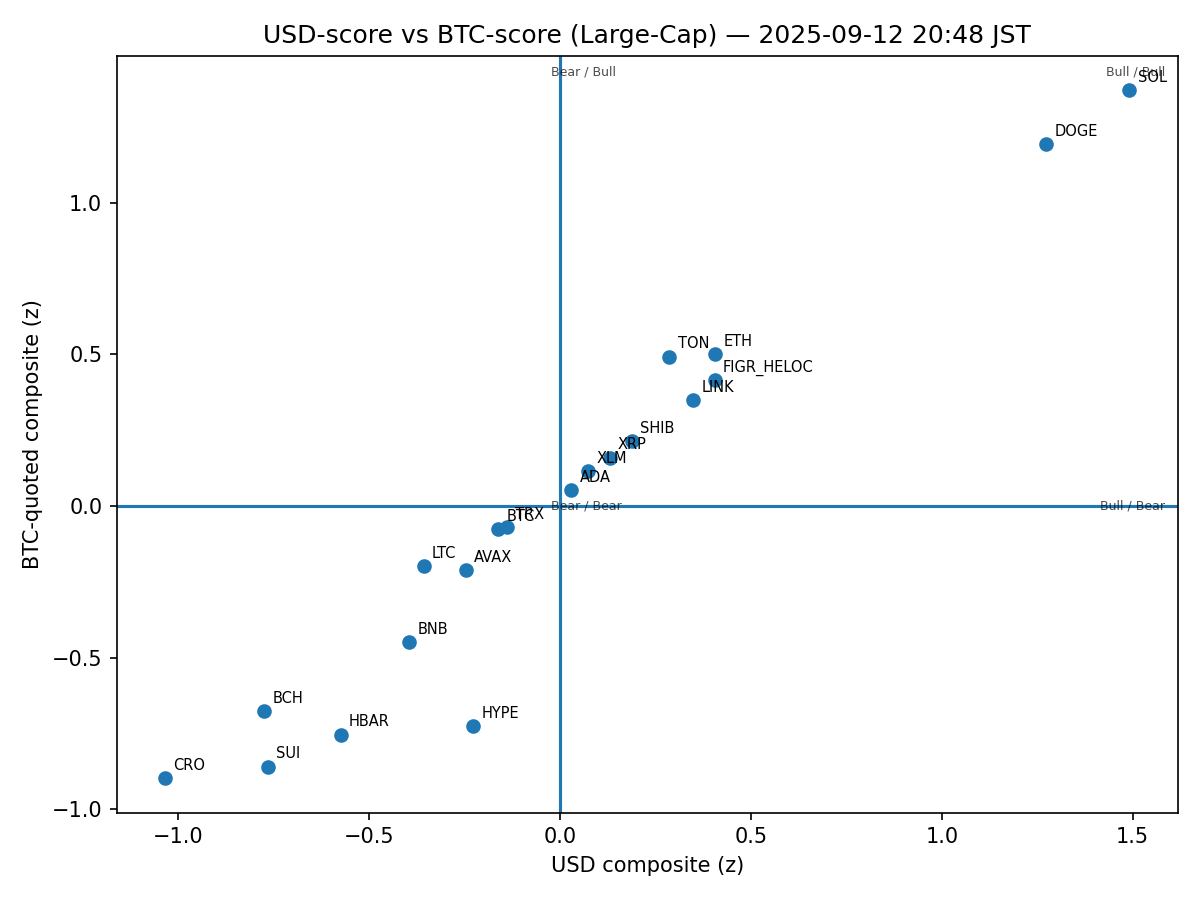 USD-score vs BTC-score (Large-Cap) — 2025-09-12 20:48 JST
Bear / Bull
Bull / Bull
SOL
DOGE
1.0
TON
ETH
0.5
FIGR_HELOC
LINK
SHIB
XRP
XLM
ADA
0.0
Bear / Bear
Bull / Bear
BTC
TRX
LTC
AVAX
BNB
−0.5
BCH
HBAR
HYPE
SUI
CRO
−1.0
−1.0
−0.5
0.0
0.5
1.0
1.5
USD composite (z)
BTC-quoted composite (z)